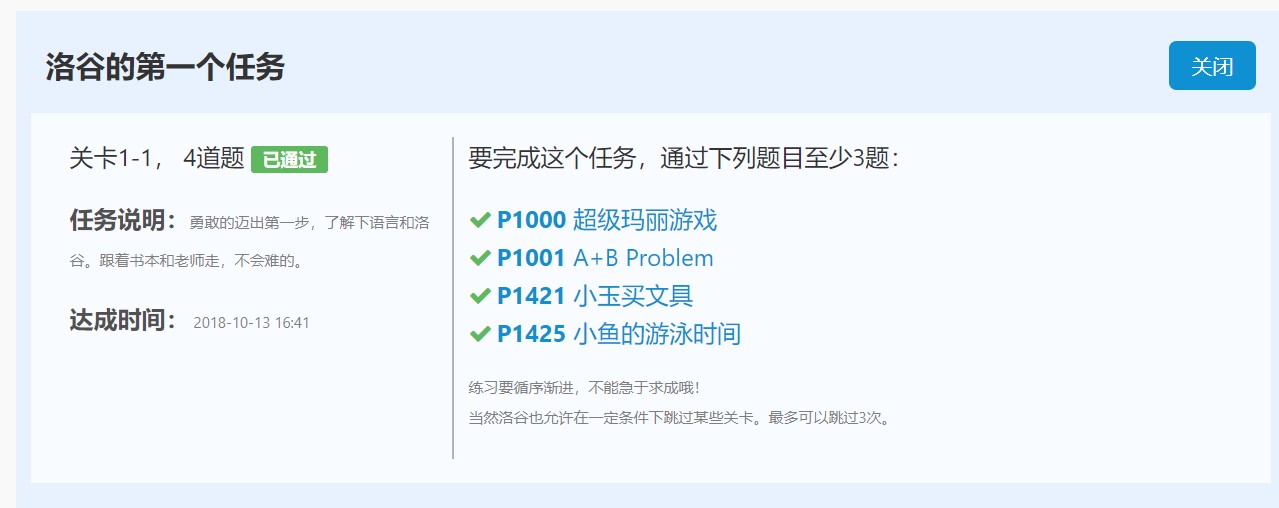 洛谷的第一个任务
关闭
关卡1-1， 4道题 已通过
任务说明： 勇敢的迈出第一步，了解下语言和洛
谷。跟着书本和老师走，不会难的。
达成时间： 2018-10-13 16:41
要完成这个任务，通过下列题目至少3题：
P1000 超级玛丽游戏
P1001 A+B Problem
P1421 小玉买文具
P1425 小鱼的游泳时间
练习要循序渐进，不能急于求成哦！
当然洛谷也允许在一定条件下跳过某些关卡。最多可以跳过3次。